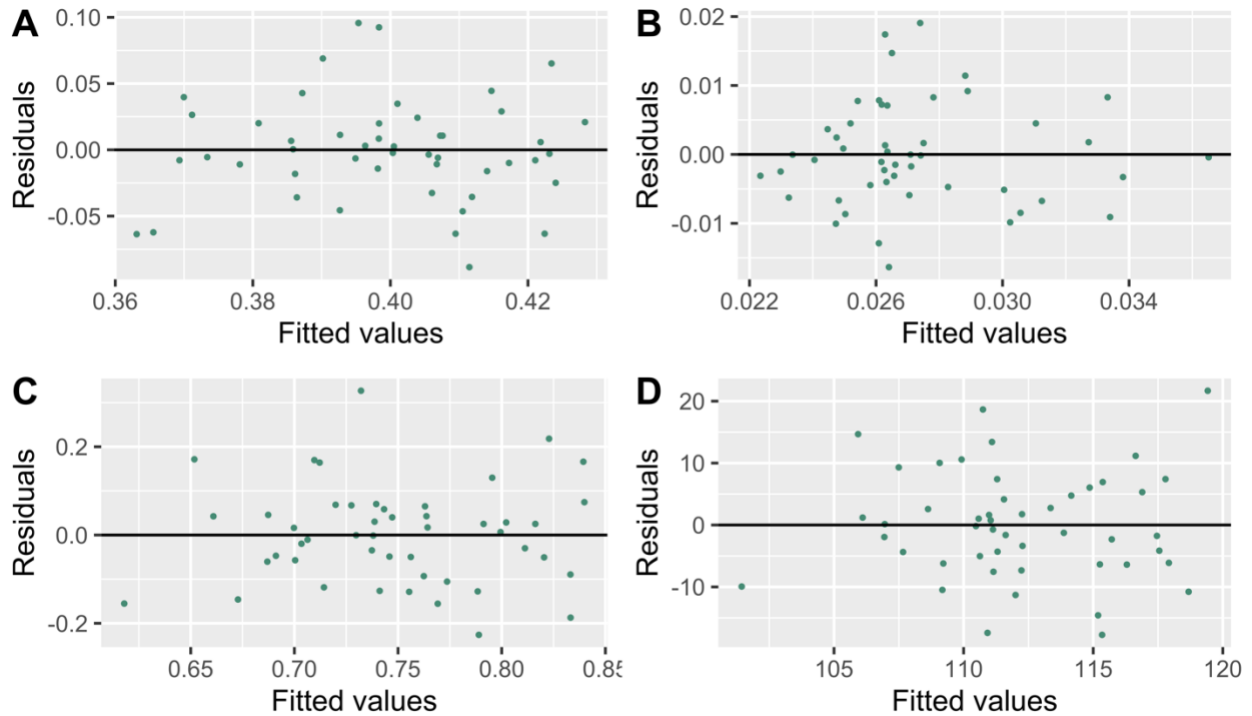 A
Residuals
0.10
0.05
0.00
-0.05
0.36 0.38 0.40 0.42
Fitted values
B
Residuals
0.02
0.01
0.00
-0.01
0.022 0.026 0.030 0.034
Fitted values
C
Residuals
0.2
0.0
-0.2
0.65 0.70 0.75 0.80 0.85
Fitted values
D
Residuals
20
10
0
-10
105 110 115 120
Fitted values